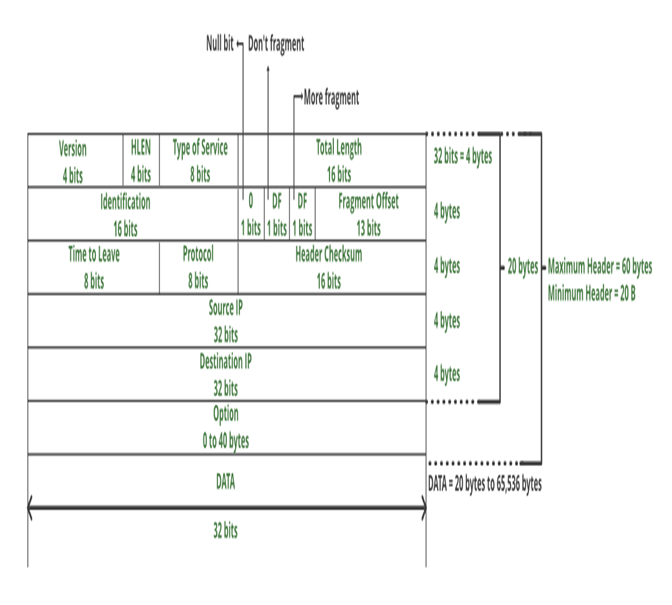 Null bit
Don't fragment
More fragment
Version
4 bits
HLEN
4 bits
Type of Service
8 bits
Total Length
16 bits
32 bits = 4 bytes
Identification
16 bits
0
1 bits
DF
1 bits
DF
1 bits
Fragment Offset
13 bits
4 bytes
Time to Leave
8 bits
Protocol
8 bits
Header Checksum
16 bits
4 bytes
20 bytes
Maximum Header = 60 bytes
Minimum Header = 20 B
Source IP
32 bits
4 bytes
Destination IP
32 bits
4 bytes
Option
0 to 40 bytes
DATA
DATA = 20 bytes to 65,536 bytes
32 bits